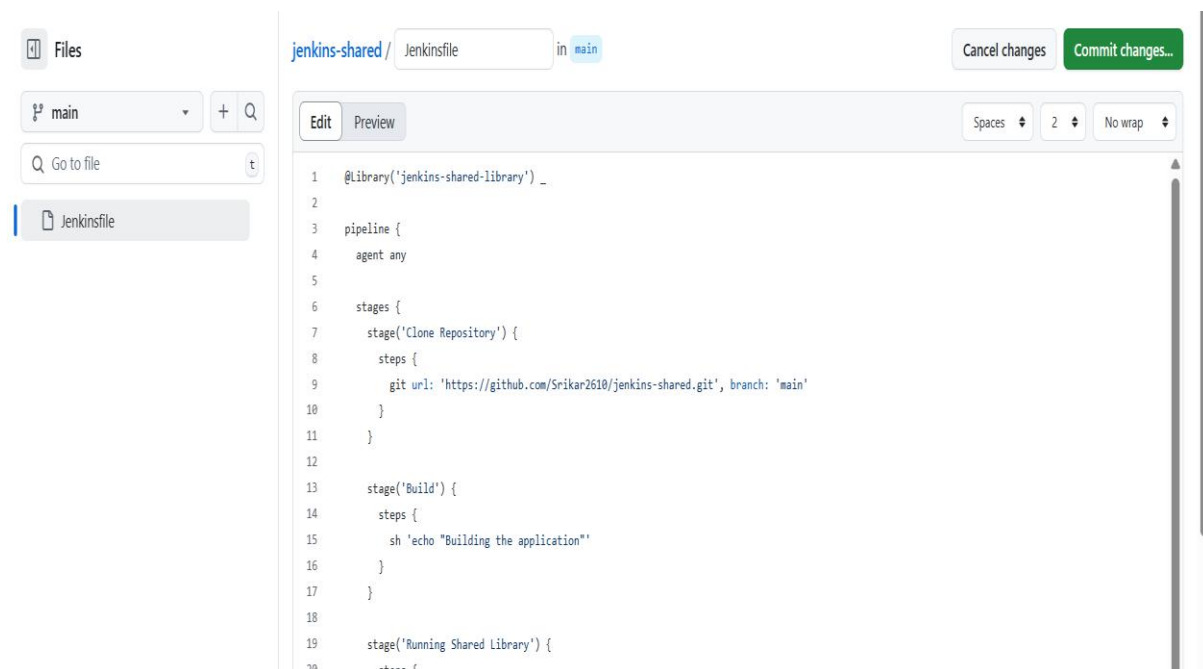 Files
jenkins-shared / Jenkinsfile in main
Cancel changes Commit changes...
main
Go to file t
Jenkinsfile
Edit Preview
Spaces 2 No wrap
1 @Library('jenkins-shared-library') _
2
3 pipeline {
4 agent any
5
6 stages {
7 stage('Clone Repository') {
8 steps {
9 git url: 'https://github.com/Srikar2610/jenkins-shared.git', branch: 'main'
10 }
11 }
12
13 stage('Build') {
14 steps {
15 sh 'echo "Building the application"'
16 }
17 }
18
19 stage('Running Shared Library') {
20 steps {